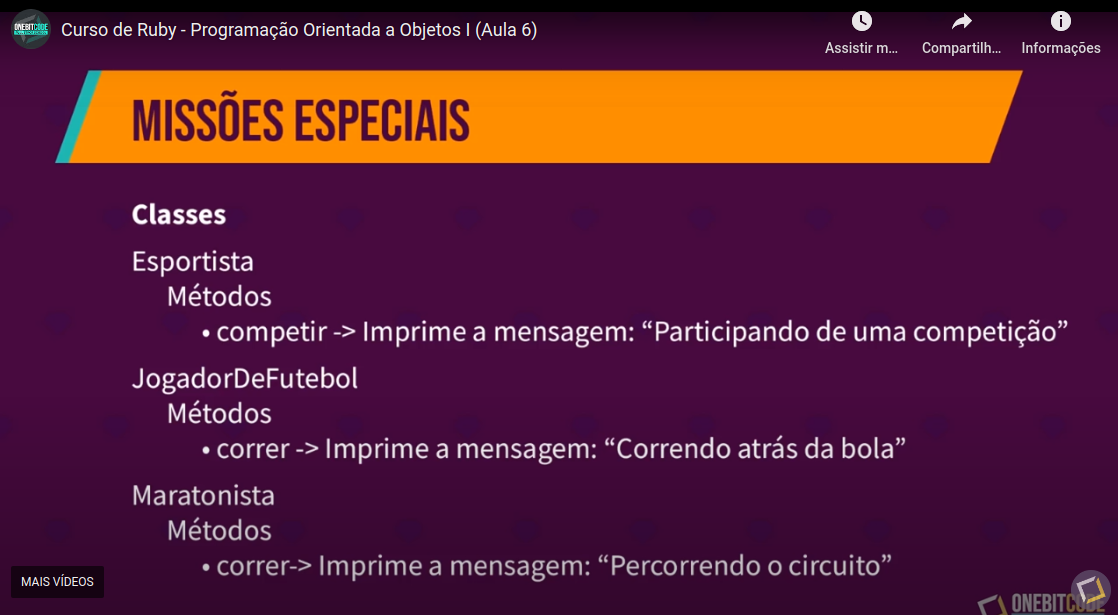 Curso de Ruby - Programação Orientada a Objetos I (Aula 6)
Assistir m... Compartilh... Informações
MISSÕES ESPECIAIS
Classes
Esportista
Métodos
• competir -> Imprime a mensagem: “Participando de uma competição”
JogadorDeFutebol
Métodos
• correr -> Imprime a mensagem: “Correndo atrás da bola”
Maratonista
Métodos
• correr-> Imprime a mensagem: “Percorrendo o circuito”
MAIS VÍDEOS
ONEBITCODE